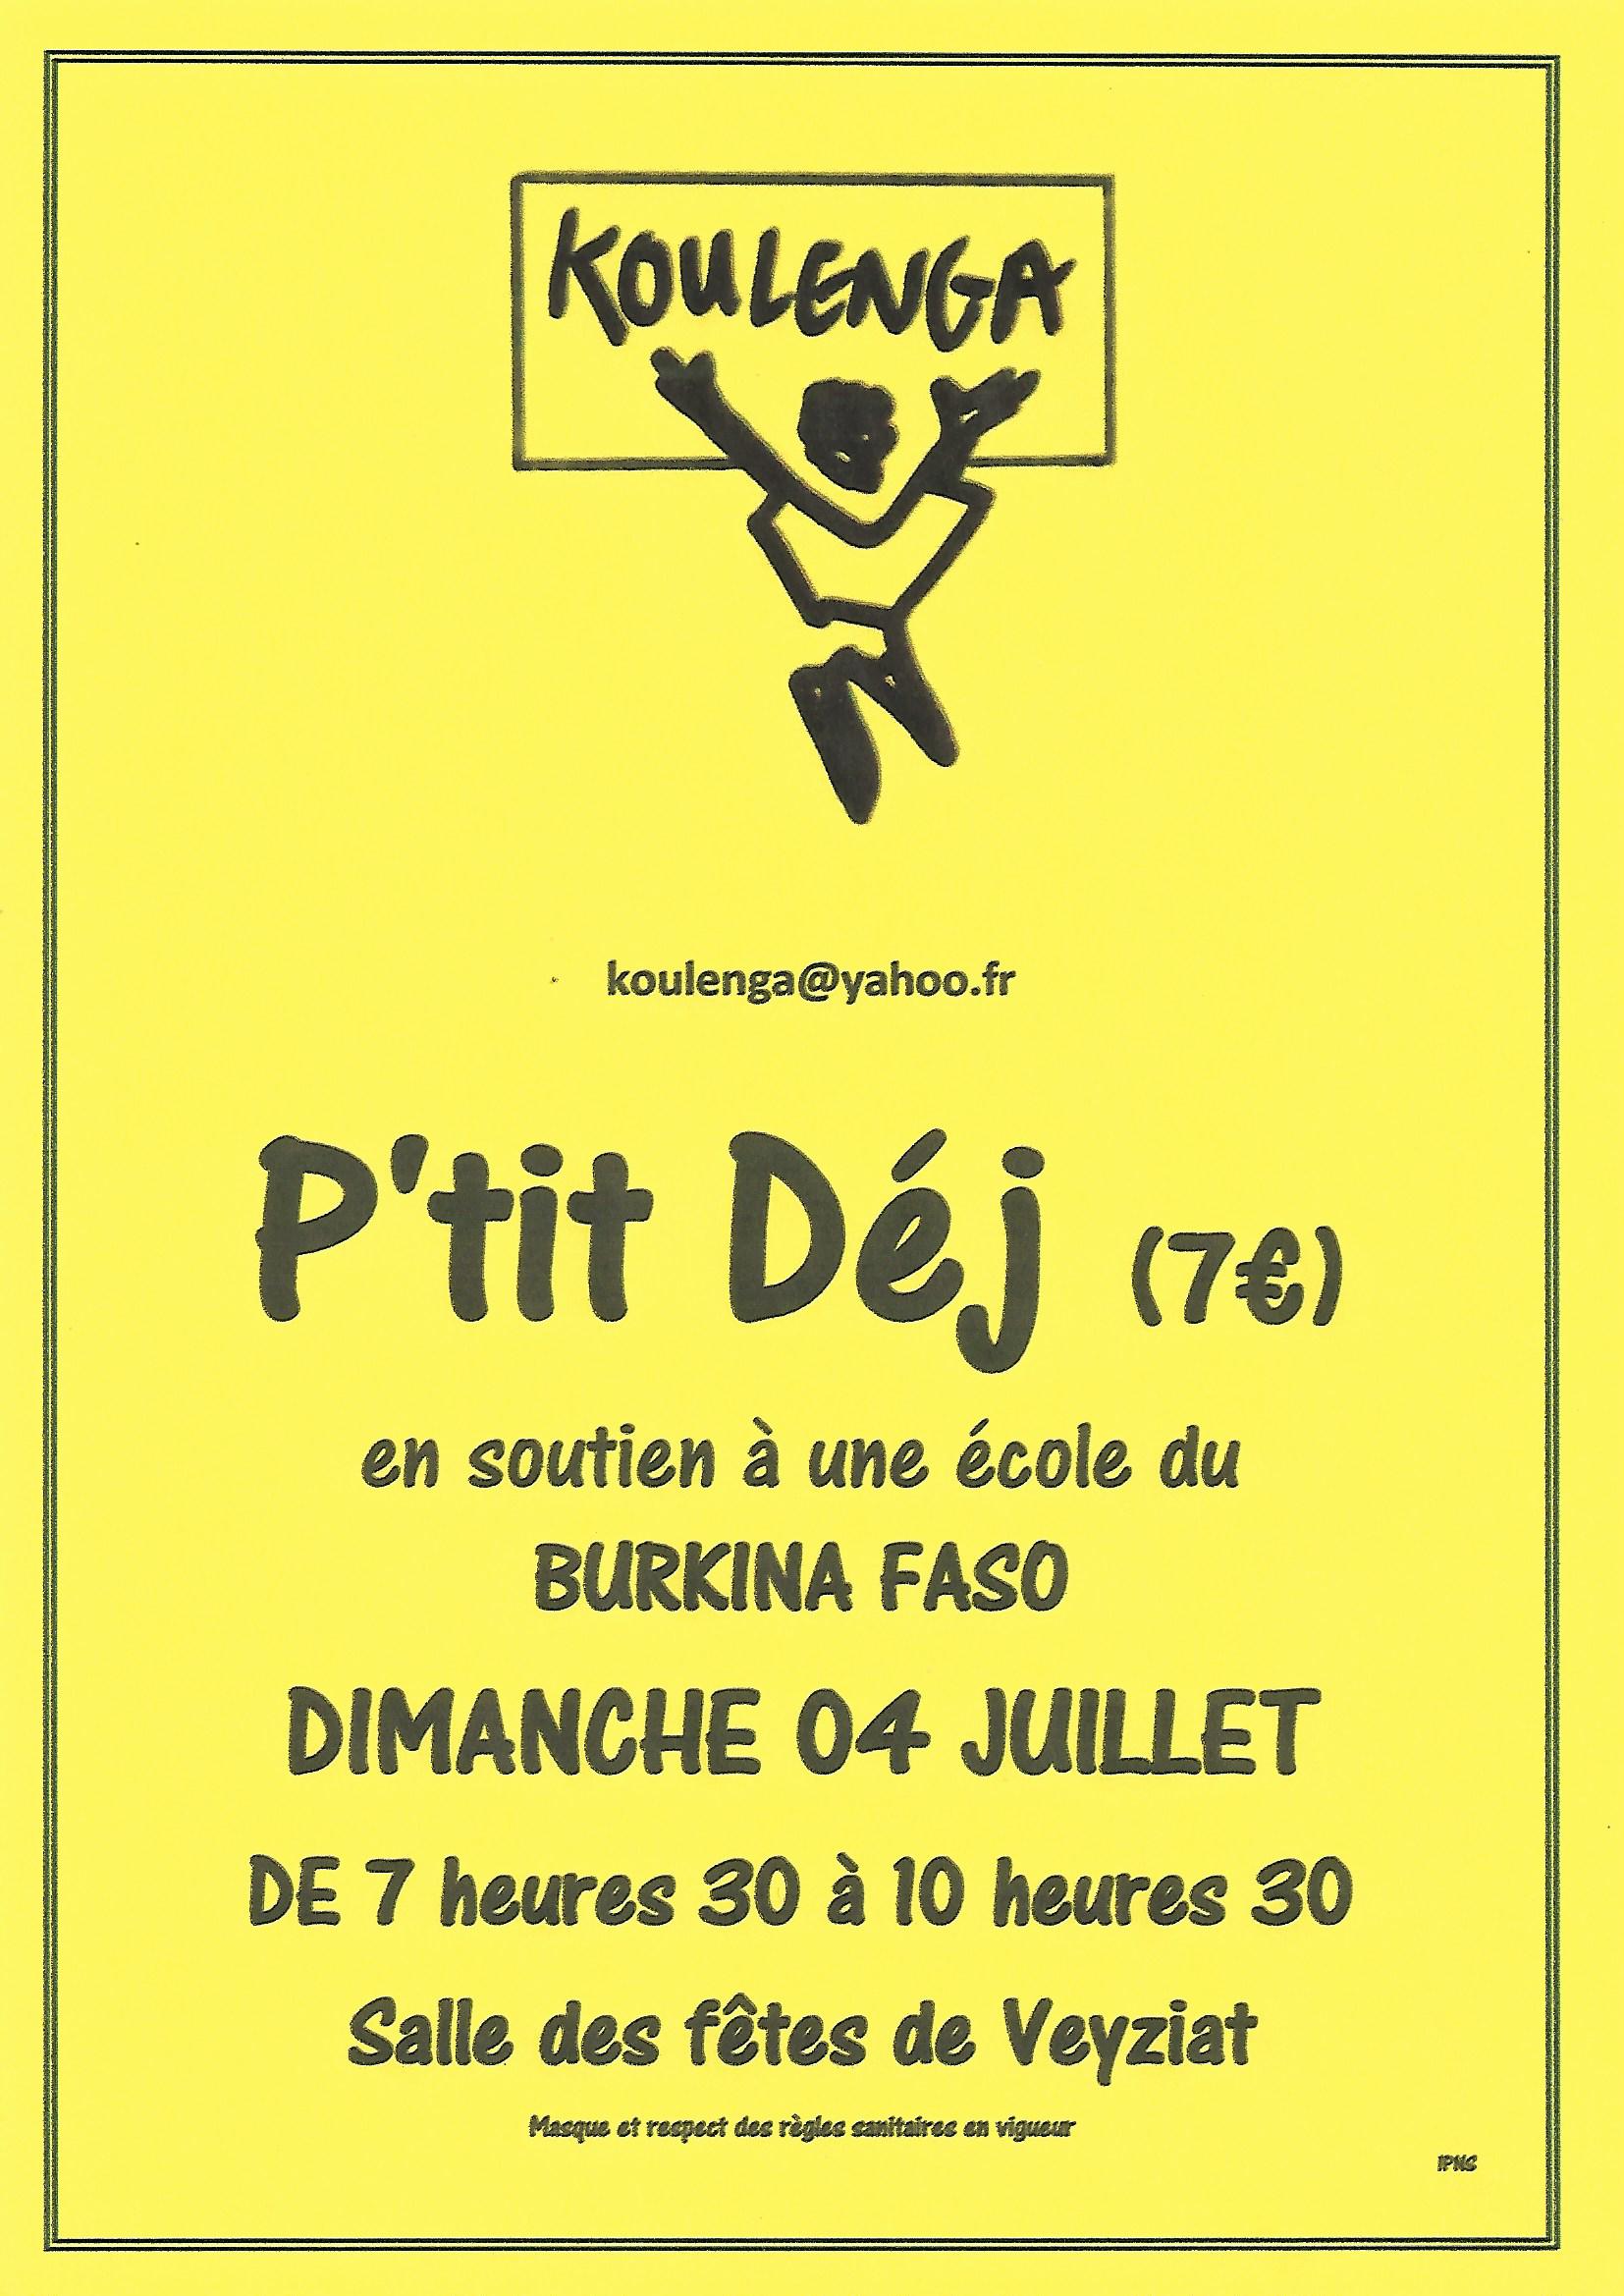 KOULENGA
koulenga@yahoo.fr
P'tit Déj (7€)
en soutien à une école du
BURKINA FASO
DIMANCHE 04 JUILLET
DE 7 heures 30 à 10 heures 30
Salle des fêtes de Veyziat
Masque et respect des règles sanitaires en vigueur
IPNS